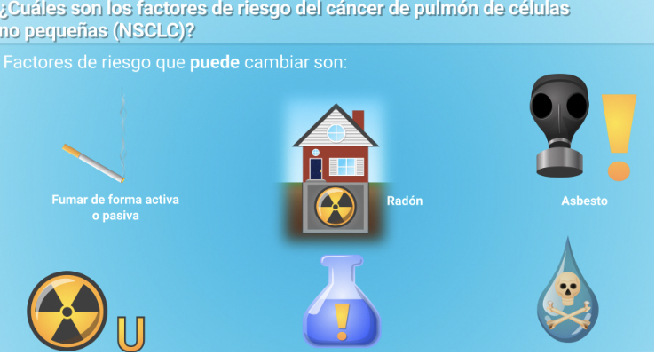 ¿Cuáles son los factores de riesgo del cáncer de pulmón de células
no pequeñas (NSCLC)?
Factores de riesgo que puede cambiar son:
Fumar de forma activa
o pasiva
Radón
Asbesto
U